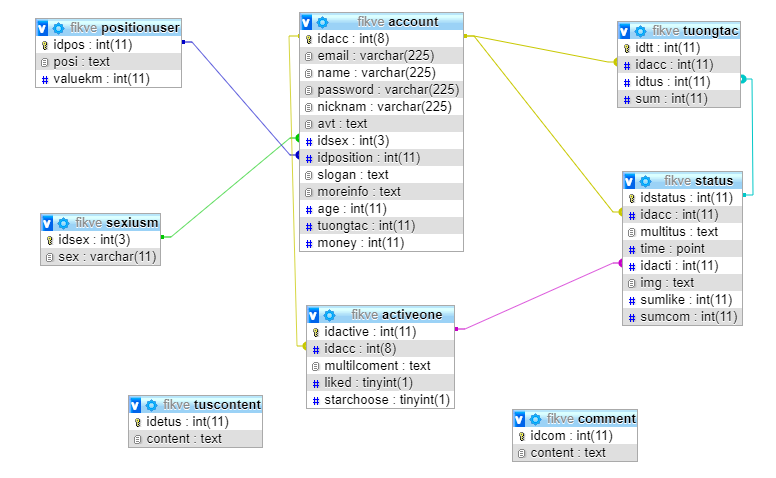 fikve positionuser
idpos : int(11)
posi : text
valuekm : int(11)
fikve account
idacc : int(8)
email : varchar(225)
name : varchar(225)
password : varchar(225)
nicknam : varchar(225)
avt : text
idsex : int(3)
idposition : int(11)
slogan : text
moreinfo : text
age : int(11)
tuongtac : int(11)
money : int(11)
fikve tuongtac
idtt : int(11)
idacc : int(11)
idtus : int(11)
sum : int(11)
fikve status
idstatus : int(11)
idacc : int(11)
multitus : text
time : point
idacti : int(11)
img : text
sumlike : int(11)
sumcom : int(11)
fikve sexiusm
idsex : int(3)
sex : varchar(11)
fikve activeone
idactive : int(11)
idacc : int(8)
multilcoment : text
liked : tinyint(1)
starchoose : tinyint(1)
fikve tuscontent
idetus : int(11)
content : text
fikve comment
idcom : int(11)
content : text